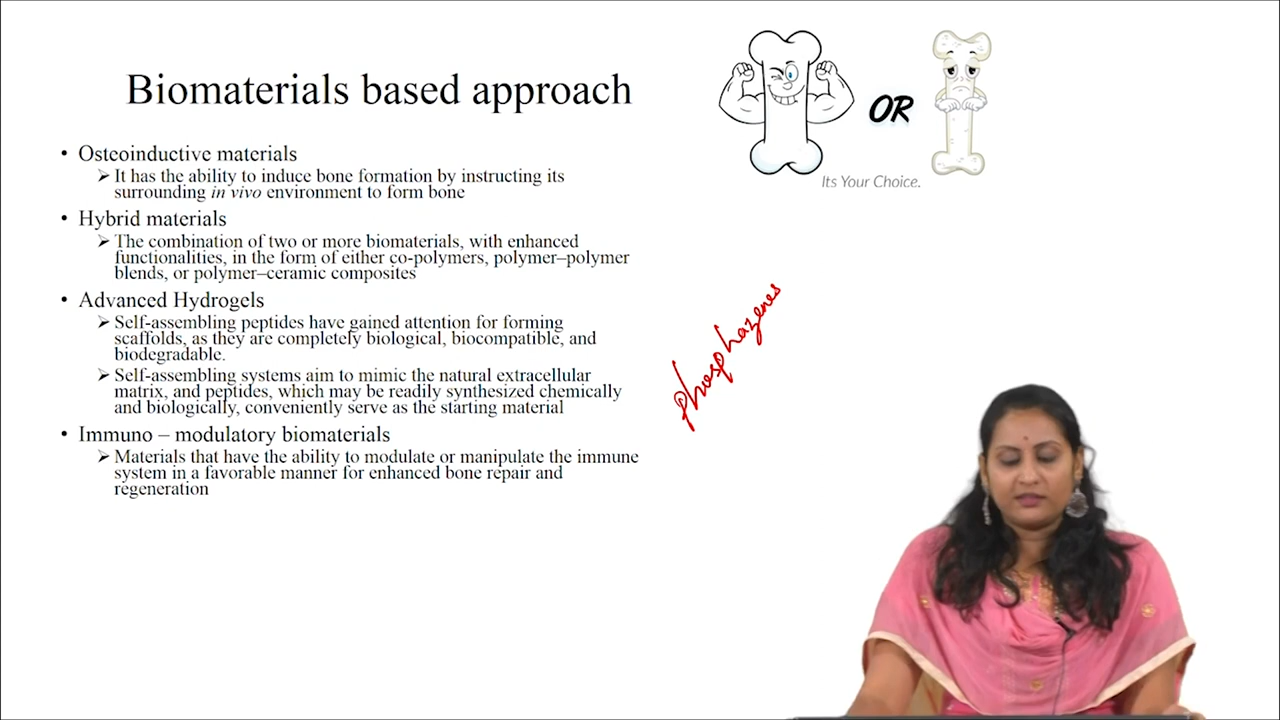 Biomaterials based approach
• Osteoinductive materials
➢ It has the ability to induce bone formation by instructing its
surrounding in vivo environment to form bone
• Hybrid materials
➢ The combination of two or more biomaterials, with enhanced
functionalities, in the form of either co-polymers, polymer–polymer
blends, or polymer–ceramic composites
• Advanced Hydrogels
➢ Self-assembling peptides have gained attention for forming
scaffolds, as they are completely biological, biocompatible, and
biodegradable.
➢ Self-assembling systems aim to mimic the natural extracellular
matrix, and peptides, which may be readily synthesized chemically
and biologically, conveniently serve as the starting material
• Immuno – modulatory biomaterials
➢ Materials that have the ability to modulate or manipulate the immune
system in a favorable manner for enhanced bone repair and
regeneration
OR
Its Your Choice.
phosphazenes